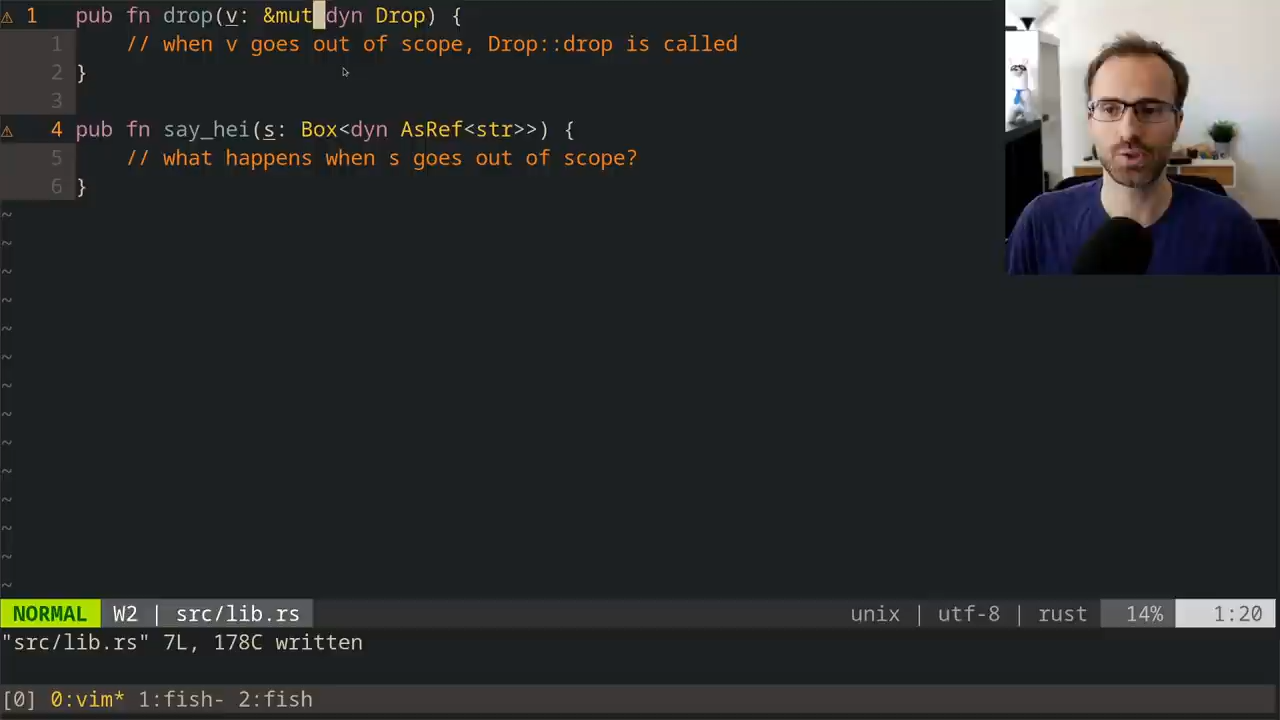 ⚠ 1 pub fn drop(v: &mut dyn Drop) {
1 // when v goes out of scope, Drop::drop is called
2 }
3
⚠ 4 pub fn say_hei(s: Box<dyn AsRef<str>>) {
5 // what happens when s goes out of scope?
6 }
~
~
~
~
~
~
~
~
~
~
~
~
~
~
NORMAL W2 | src/lib.rs unix | utf-8 | rust 14% 1:20
"src/lib.rs" 7L, 178C written
[0] 0:vim* 1:fish- 2:fish